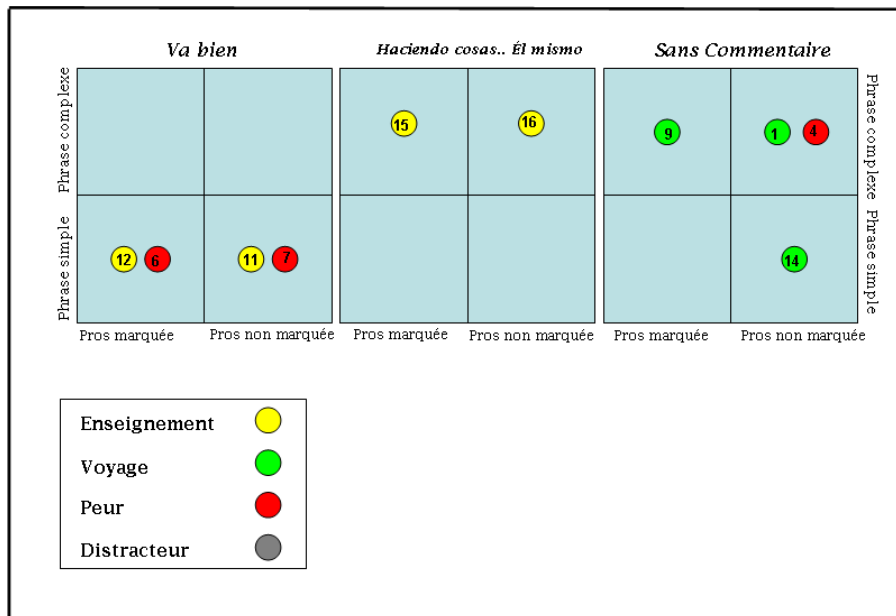 Va bien
Haciendo cosas.. Él mismo
Sans Commentaire
Phrase complexe
15
16
9
1
4
Phrase complexe
Phrase simple
12
6
11
7
14
Phrase simple
Pros marquée
Pros non marquée
Pros marquée
Pros non marquée
Pros marquée
Pros non marquée
Enseignement
Voyage
Peur
Distracteur